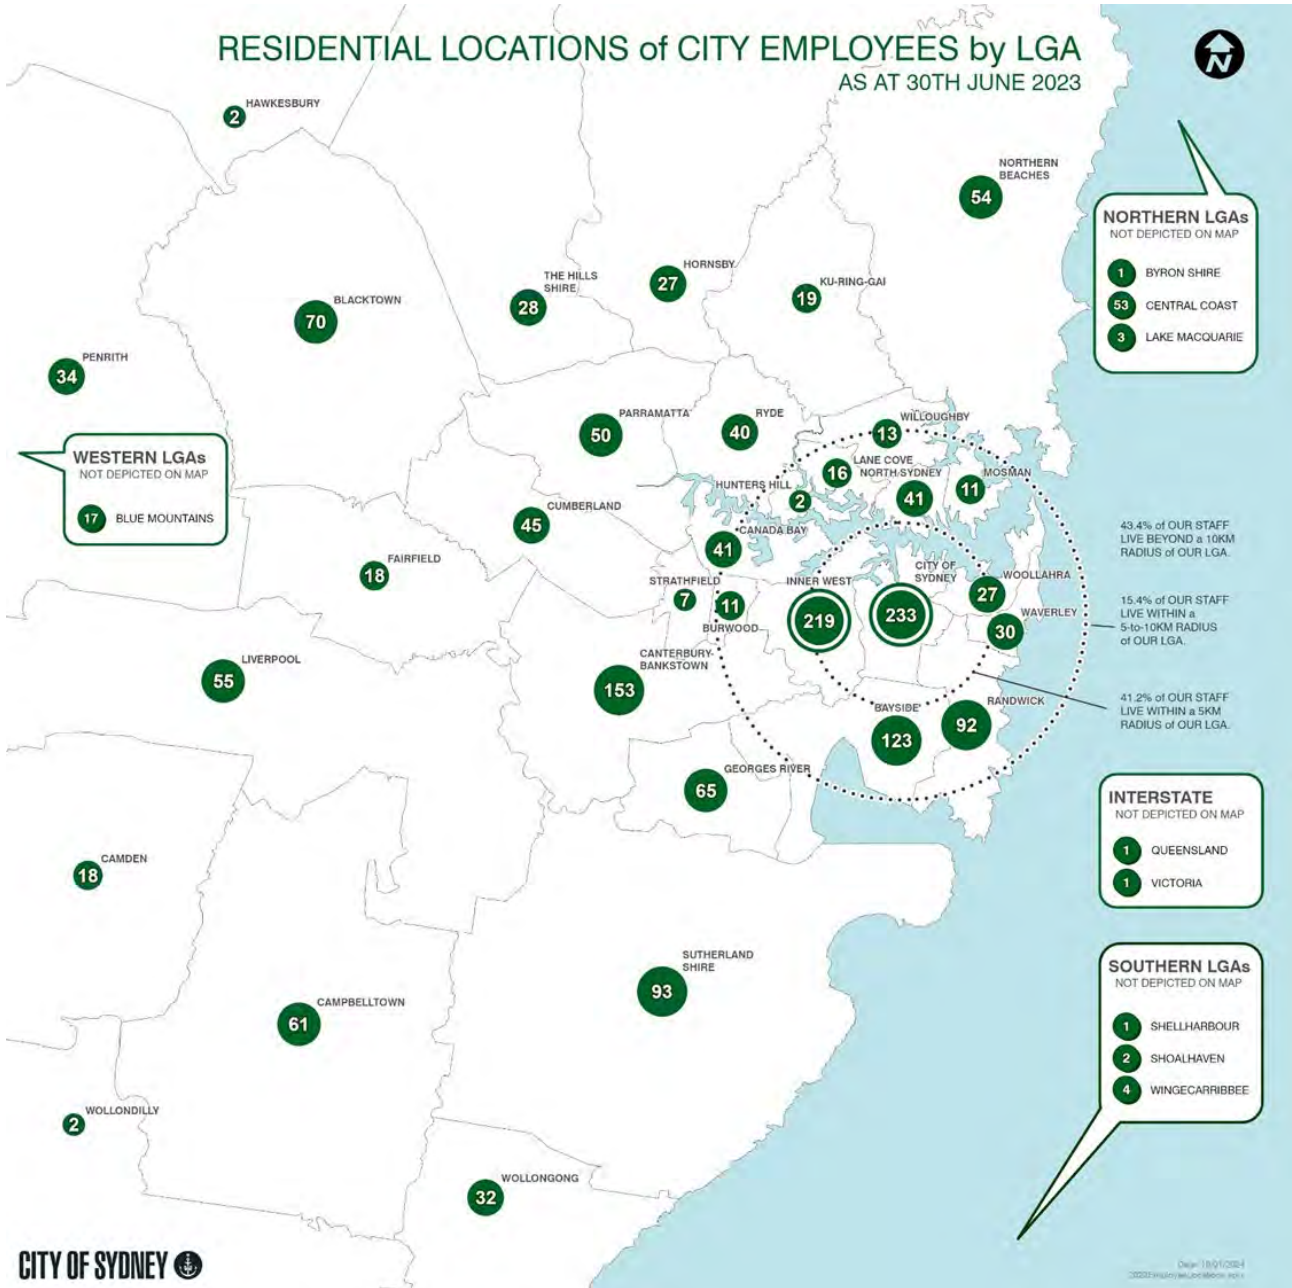 RESIDENTIAL LOCATIONS of CITY EMPLOYEES by LGA
AS AT 30TH JUNE 2023
N
HAWKESBURY
2
NORTHERN
BEACHES
54
NORTHERN LGAs
NOT DEPICTED ON MAP
1 BYRON SHIRE
53 CENTRAL COAST
3 LAKE MACQUARIE
HORNSBY
27
THE HILLS
SHIRE
28
KU-RING-GAI
19
BLACKTOWN
70
PENRITH
34
PARRAMATTA
50
RYDE
40
WILLOUGHBY
13
WESTERN LGAs
NOT DEPICTED ON MAP
17 BLUE MOUNTAINS
LANE COVE
16
NORTH SYDNEY
41
MOSMAN
11
HUNTERS HILL
2
CUMBERLAND
45
CANADA BAY
41
43.4% of OUR STAFF
LIVE BEYOND a 10KM
RADIUS of OUR LGA.
FAIRFIELD
18
STRATHFIELD
7
11
BURWOOD
INNER WEST
219
CITY OF
SYDNEY
233
WOOLLAHRA
27
WAVERLEY
30
15.4% of OUR STAFF
LIVE WITHIN a
5-to-10KM RADIUS
of OUR LGA.
LIVERPOOL
55
CANTERBURY-
BANKSTOWN
153
41.2% of OUR STAFF
LIVE WITHIN a 5KM
RADIUS of OUR LGA.
BAYSIDE
123
RANDWICK
92
GEORGES RIVER
65
INTERSTATE
NOT DEPICTED ON MAP
1 QUEENSLAND
1 VICTORIA
CAMDEN
18
SUTHERLAND
SHIRE
93
SOUTHERN LGAs
NOT DEPICTED ON MAP
1 SHELLHARBOUR
2 SHOALHAVEN
4 WINGECARRIBBEE
CAMPBELLTOWN
61
WOLLONDILLY
2
WOLLONGONG
32
CITY OF SYDNEY